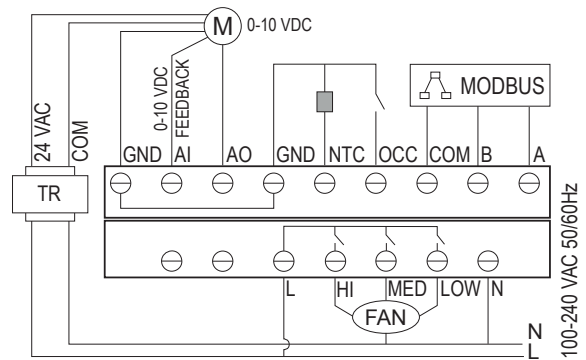 M
0-10 VDC
0-10 VDC
FEEDBACK
MODBUS
24 VAC
COM
GND AI AO GND NTC OCC COM B A
TR
L HI MED LOW N
FAN
N
L
100-240 VAC 50/60Hz